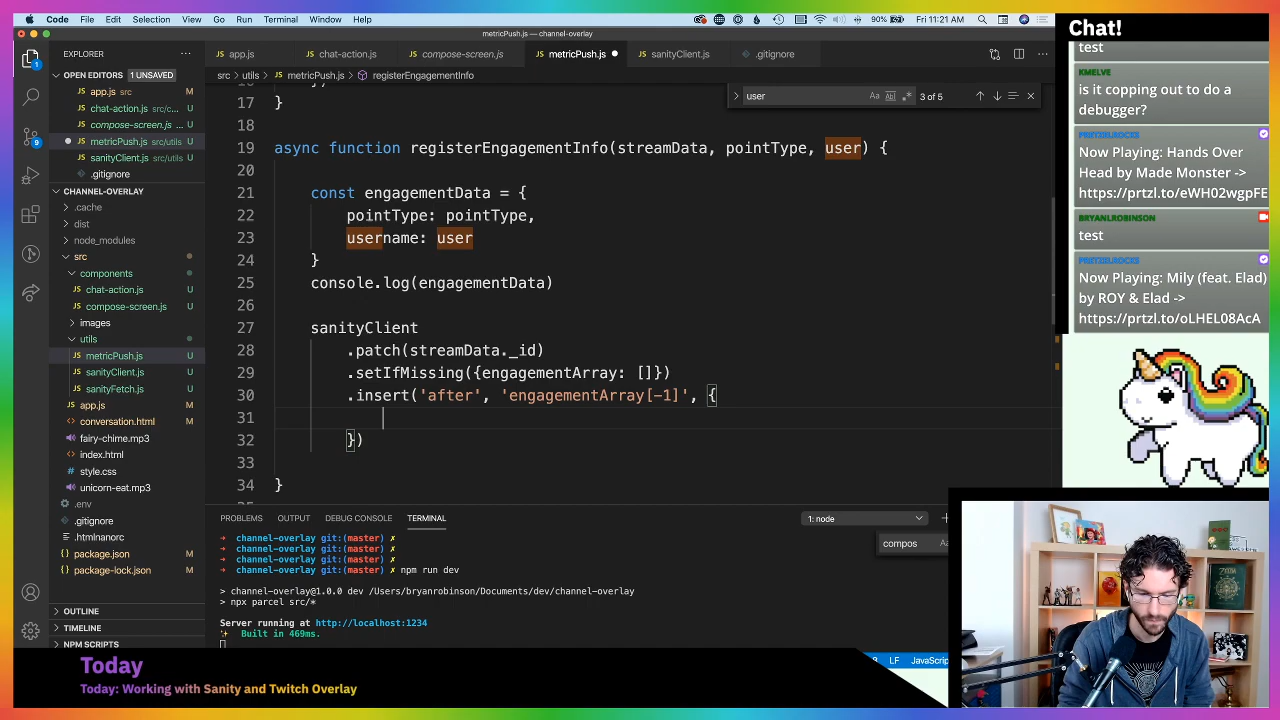 Code File Edit Selection View Go Run Terminal Window Help
90% Fri 11:21 AM
metricPush.js — channel-overlay
EXPLORER
OPEN EDITORS 1 UNSAVED
app.js src M
chat-action.js src/c... U
compose-screen.js ... U
metricPush.js src/utils U
sanityClient.js src/utils U
.gitignore
CHANNEL-OVERLAY
.cache
dist
node_modules
src
components
chat-action.js U
compose-screen.js U
images
utils
metricPush.js U
sanityClient.js U
sanityFetch.js U
app.js M
conversation.html U
fairy-chime.mp3
index.html
style.css
unicorn-eat.mp3
.env
.gitignore
.htmlnanorc
package.json M
package-lock.json M
OUTLINE
TIMELINE
NPM SCRIPTS
app.js chat-action.js compose-screen.js metricPush.js sanityClient.js .gitignore
src > utils > metricPush.js > registerEngagementInfo
user 3 of 5
17 }
18
19 async function registerEngagementInfo(streamData, pointType, user) {
20
21 const engagementData = {
22 pointType: pointType,
23 username: user
24 }
25 console.log(engagementData)
26
27 sanityClient
28 .patch(streamData._id)
29 .setIfMissing({engagementArray: []})
30 .insert('after', 'engagementArray[-1]', {
31
32 })
33
34 }
PROBLEMS OUTPUT DEBUG CONSOLE TERMINAL 1: node
compos
→ channel-overlay git:(master) ✗
→ channel-overlay git:(master) ✗
→ channel-overlay git:(master) ✗
→ channel-overlay git:(master) ✗ npm run dev
> channel-overlay@1.0.0 dev /Users/bryanrobinson/Documents/dev/channel-overlay
> npx parcel src/*
Server running at http://localhost:1234
✨ Built in 469ms.
LF JavaScrip
Chat!
test
KMELVE
is it copping out to do a
debugger?
PRETZELROCKS
Now Playing: Hands Over
Head by Made Monster ->
https://prtzl.to/eWH02wgpFE
BRYANLROBINSON
test
PRETZELROCKS
Now Playing: Mily (feat. Elad)
by ROY & Elad ->
https://prtzl.to/oLHEL08AcA
Today
Today: Working with Sanity and Twitch Overlay